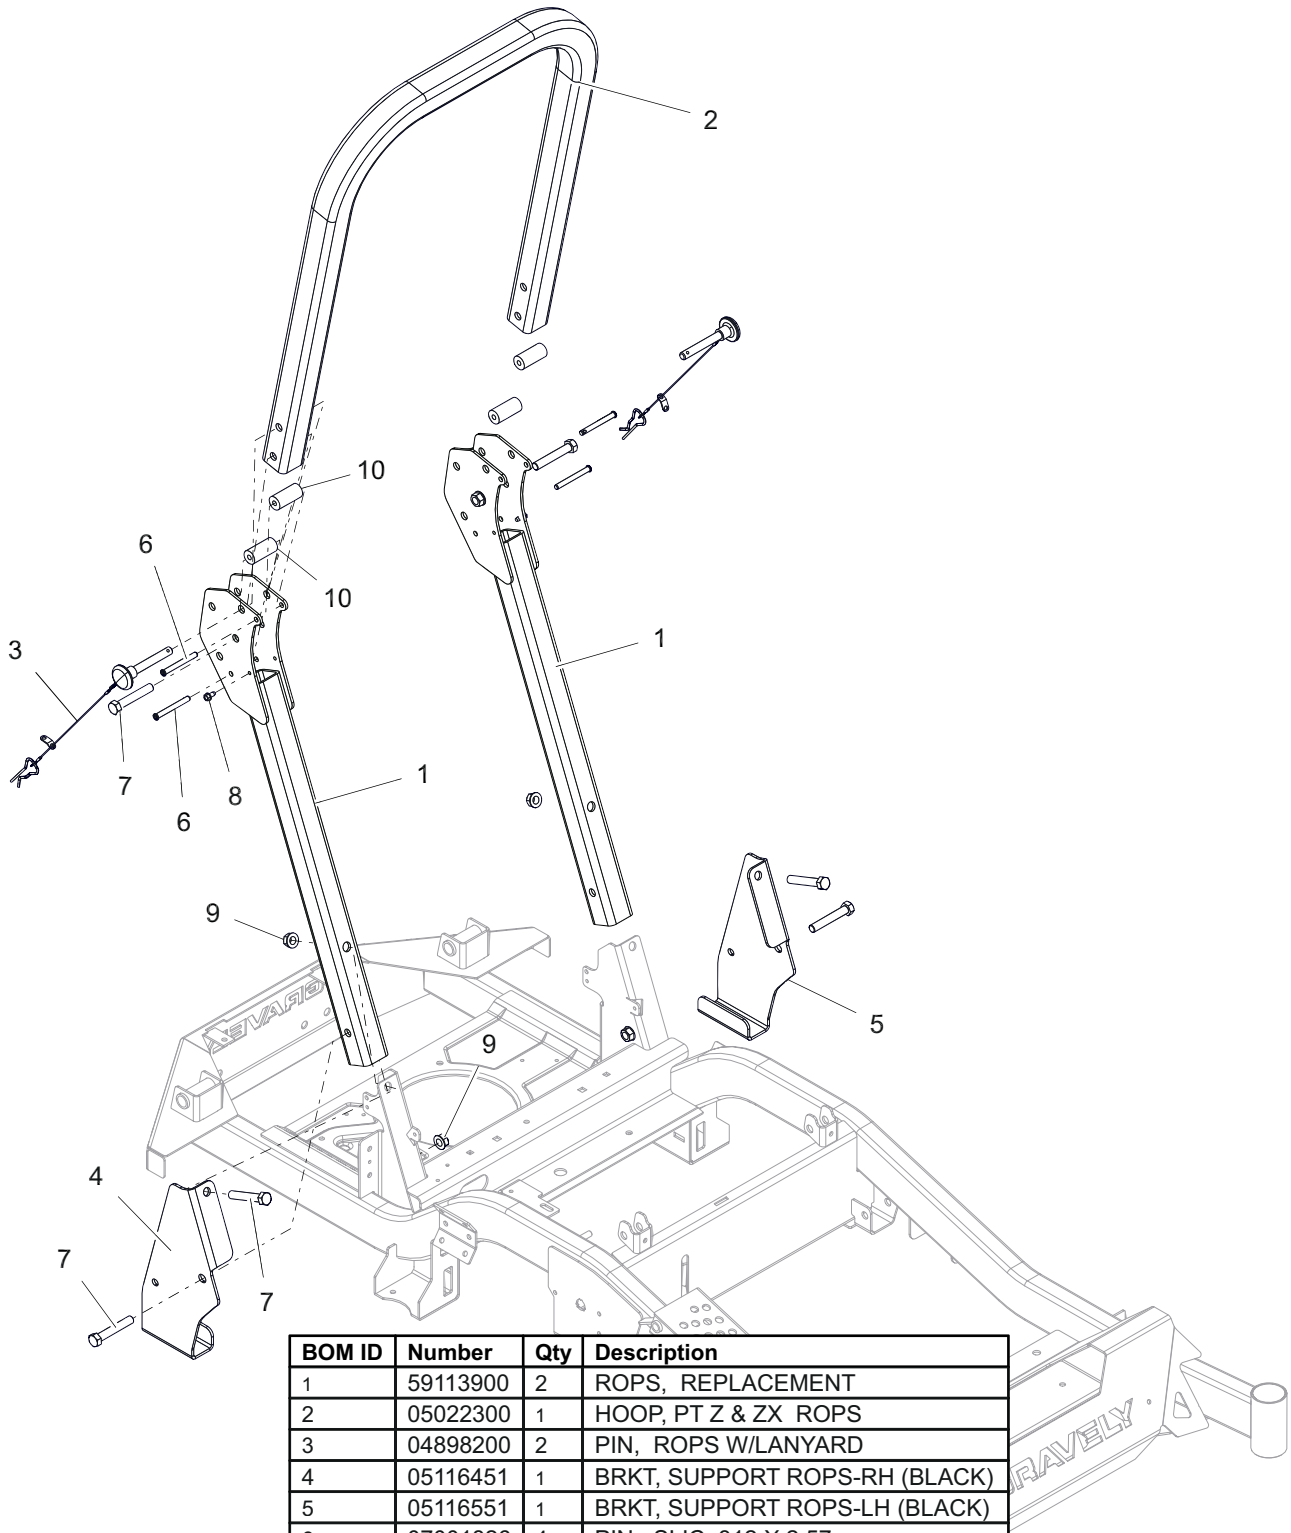 2
10
6
10
3
1
7
8
6
1
9
5
9
4
7
7
GRAVELY
BOM ID Number Qty Description
1 59113900 2 ROPS, REPLACEMENT
2 05022300 1 HOOP, PT Z & ZX ROPS
3 04898200 2 PIN, ROPS W/LANYARD
4 05116451 1 BRKT, SUPPORT ROPS-RH (BLACK)
5 05116551 1 BRKT, SUPPORT ROPS-LH (BLACK)